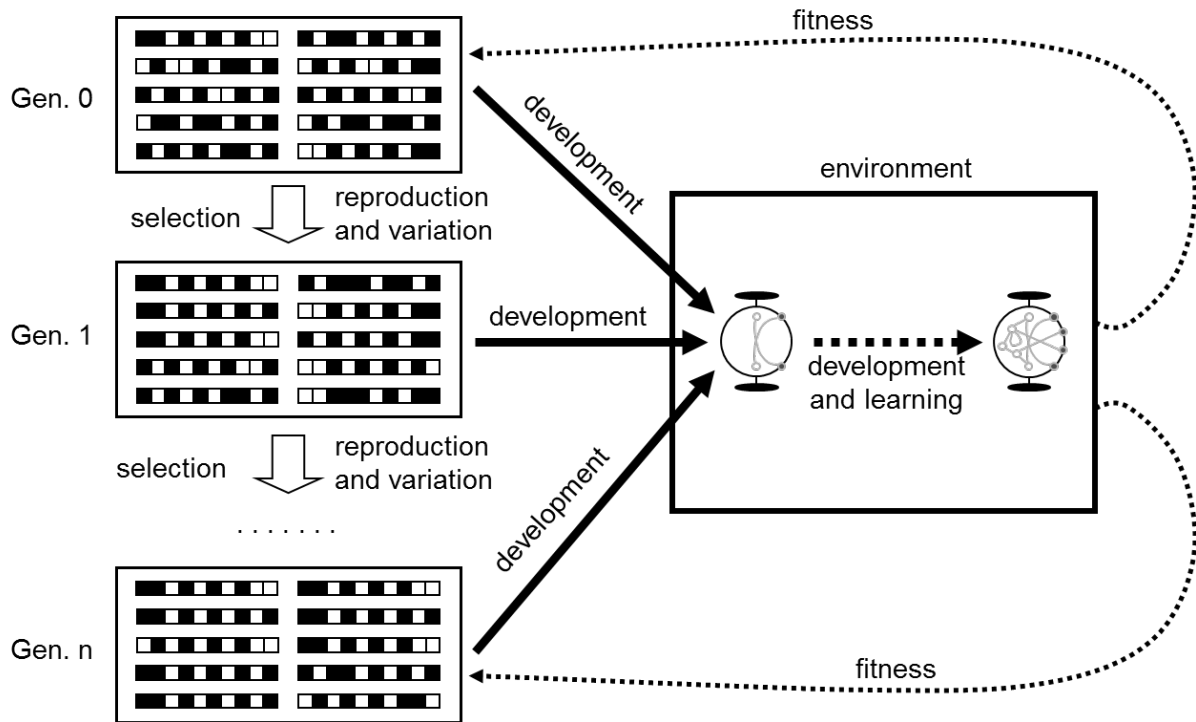 fitness
Gen. 0
development
environment
selection
reproduction
and variation
Gen. 1
development
development
and learning
selection
reproduction
and variation
. . . . . . .
development
Gen. n
fitness